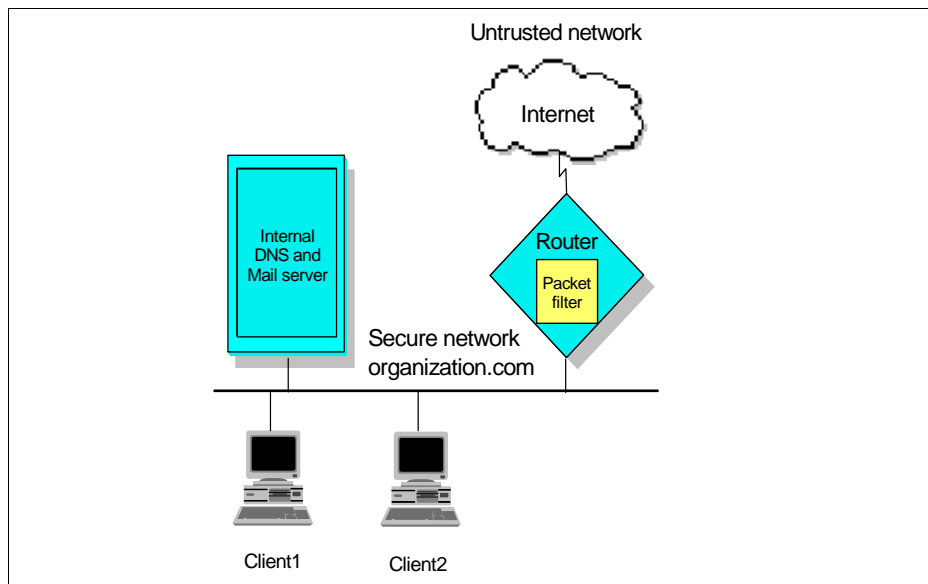 Untrusted network
Internet
Internal
DNS and
Mail server
Router
Packet
filter
Secure network
organization.com
Client1
Client2